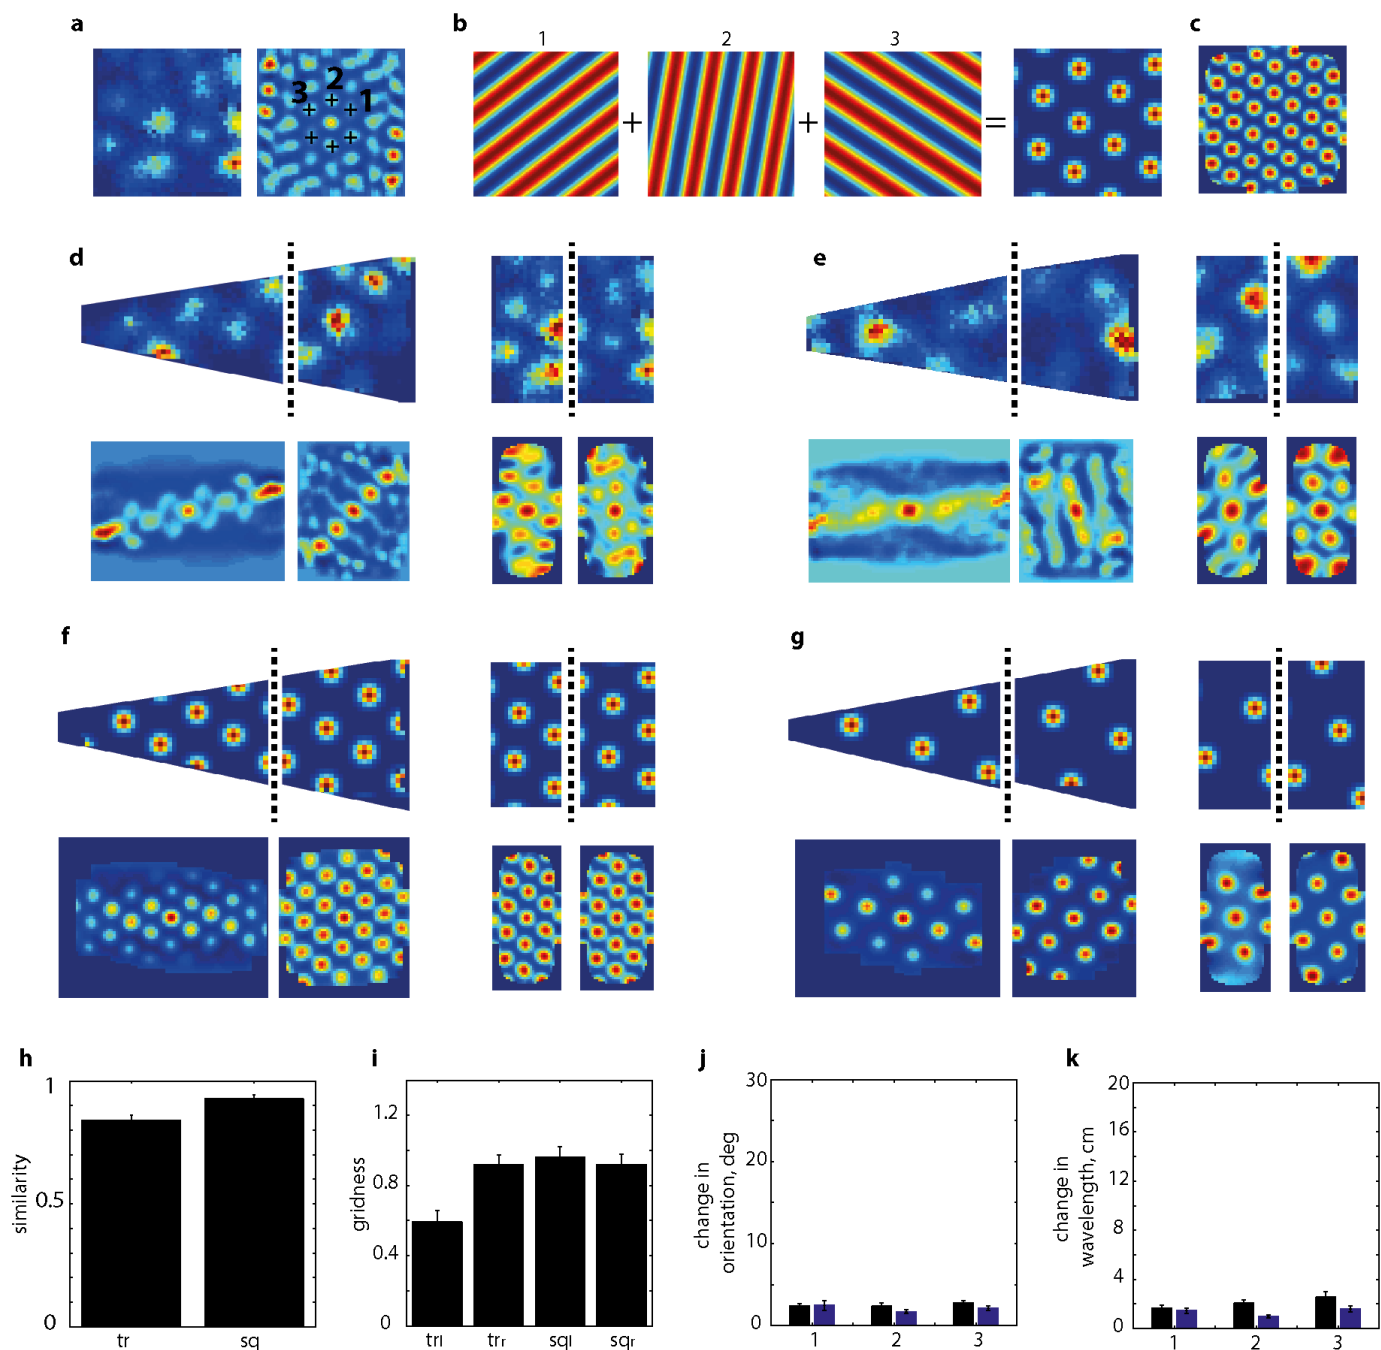 a
b
c
1
2
3
3
2
1
+
+
=
d
e
f
g
h
i
j
k
1
0.5
0
similarity
tr
sq
1.2
0.8
0.4
0
gridness
trl
trr
sql
sqr
30
20
10
0
change in
orientation, deg
1
2
3
20
16
12
8
4
0
change in
wavelength, cm
1
2
3